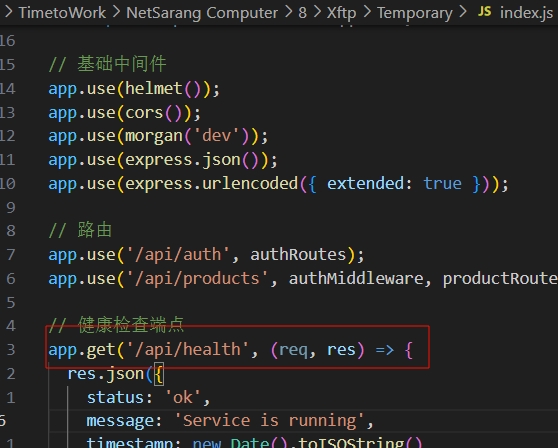 TimetoWork > NetSarang Computer > 8 > Xftp > Temporary > JS index.js
16
15 // 基础中间件
14 app.use(helmet());
13 app.use(cors());
12 app.use(morgan('dev'));
11 app.use(express.json());
10 app.use(express.urlencoded({ extended: true }));
9
8 // 路由
7 app.use('/api/auth', authRoutes);
6 app.use('/api/products', authMiddleware, productRoute
5
4 // 健康检查端点
3 app.get('/api/health', (req, res) => {
2 res.json({
1 status: 'ok',
6 message: 'Service is running',
1 timestamp: new Date().toISOString()